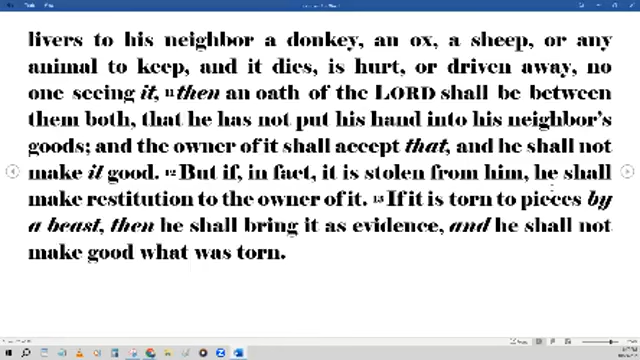 livers to his neighbor a donkey, an ox, a sheep, or any
animal to keep, and it dies, is hurt, or driven away, no
one seeing it, 11 then an oath of the LORD shall be between
them both, that he has not put his hand into his neighbor's
goods; and the owner of it shall accept that, and he shall not
make it good. 12 But if, in fact, it is stolen from him, he shall
make restitution to the owner of it. 13 If it is torn to pieces by
a beast, then he shall bring it as evidence, and he shall not
make good what was torn.